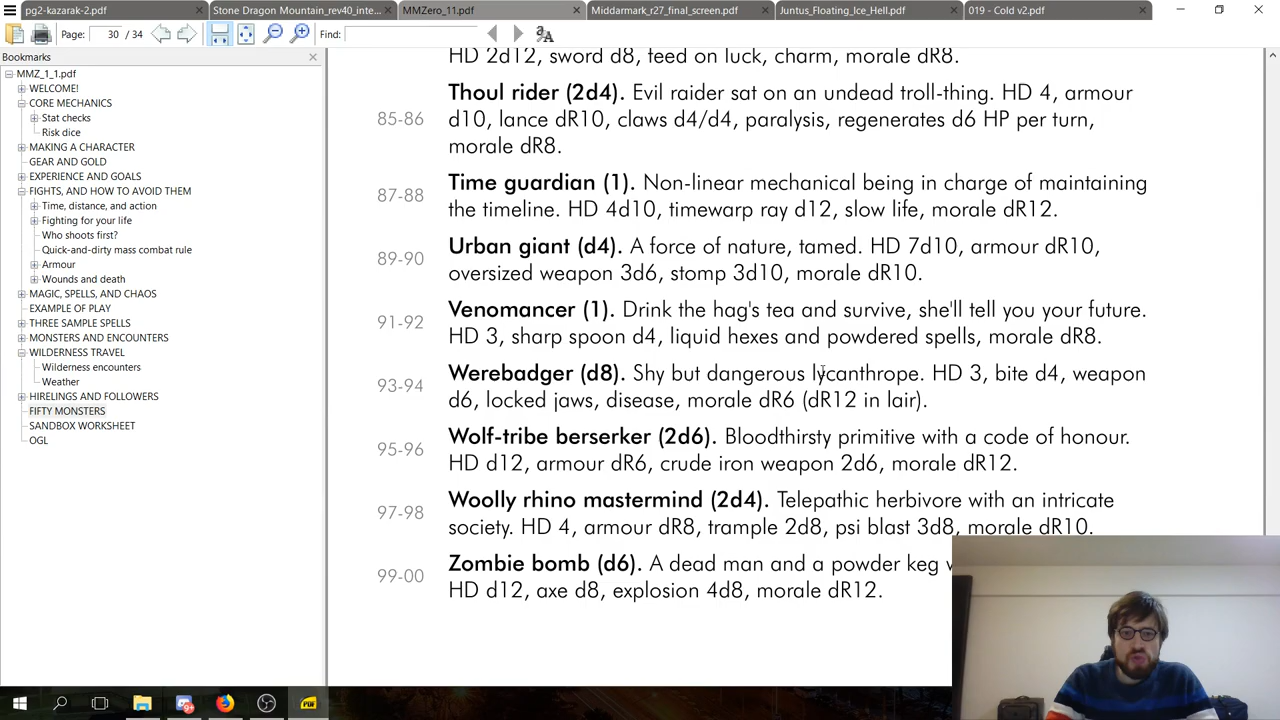 pg2-kazarak-2.pdf
Stone Dragon Mountain_rev40_inte...
MMZero_11.pdf
Middarmark_r27_final_screen.pdf
Juntus_Floating_Ice_Hell.pdf
019 - Cold v2.pdf
Page: 30 / 34
Find:
Bookmarks
MMZ_1_1.pdf
WELCOME!
CORE MECHANICS
Stat checks
Risk dice
MAKING A CHARACTER
GEAR AND GOLD
EXPERIENCE AND GOALS
FIGHTS, AND HOW TO AVOID THEM
Time, distance, and action
Fighting for your life
Who shoots first?
Quick-and-dirty mass combat rule
Armour
Wounds and death
MAGIC, SPELLS, AND CHAOS
EXAMPLE OF PLAY
THREE SAMPLE SPELLS
MONSTERS AND ENCOUNTERS
WILDERNESS TRAVEL
Wilderness encounters
Weather
HIRELINGS AND FOLLOWERS
FIFTY MONSTERS
SANDBOX WORKSHEET
OGL
HD 2d12, sword d8, feed on luck, charm, morale dR8.
Thoul rider (2d4). Evil raider sat on an undead troll-thing. HD 4, armour
85-86 d10, lance dR10, claws d4/d4, paralysis, regenerates d6 HP per turn,
morale dR8.
87-88 Time guardian (1). Non-linear mechanical being in charge of maintaining
the timeline. HD 4d10, timewarp ray d12, slow life, morale dR12.
89-90 Urban giant (d4). A force of nature, tamed. HD 7d10, armour dR10,
oversized weapon 3d6, stomp 3d10, morale dR10.
91-92 Venomancer (1). Drink the hag's tea and survive, she'll tell you your future.
HD 3, sharp spoon d4, liquid hexes and powdered spells, morale dR8.
93-94 Werebadger (d8). Shy but dangerous lycanthrope. HD 3, bite d4, weapon
d6, locked jaws, disease, morale dR6 (dR12 in lair).
95-96 Wolf-tribe berserker (2d6). Bloodthirsty primitive with a code of honour.
HD d12, armour dR6, crude iron weapon 2d6, morale dR12.
97-98 Woolly rhino mastermind (2d4). Telepathic herbivore with an intricate
society. HD 4, armour dR8, trample 2d8, psi blast 3d8, morale dR10.
99-00 Zombie bomb (d6). A dead man and a powder keg
HD d12, axe d8, explosion 4d8, morale dR12.